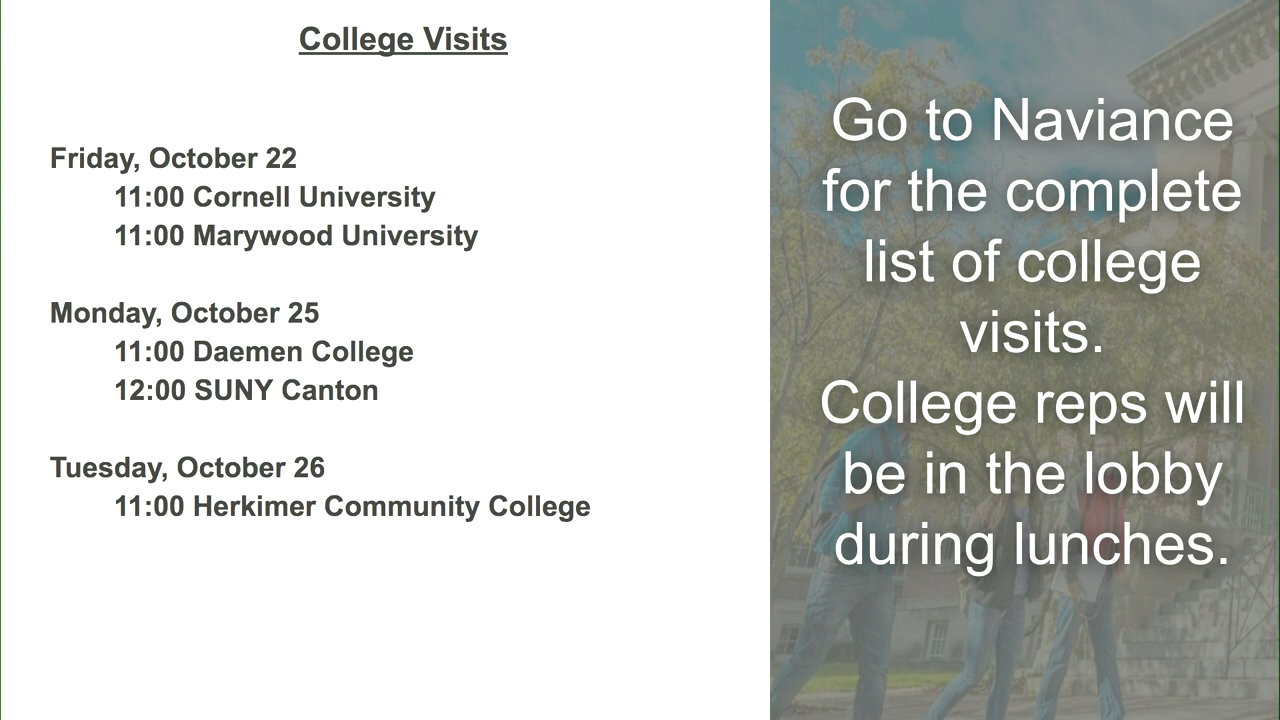 College Visits
Friday, October 22
11:00 Cornell University
11:00 Marywood University
Monday, October 25
11:00 Daemen College
12:00 SUNY Canton
Tuesday, October 26
11:00 Herkimer Community College
Go to Naviance
for the complete
list of college
visits.
College reps will
be in the lobby
during lunches.